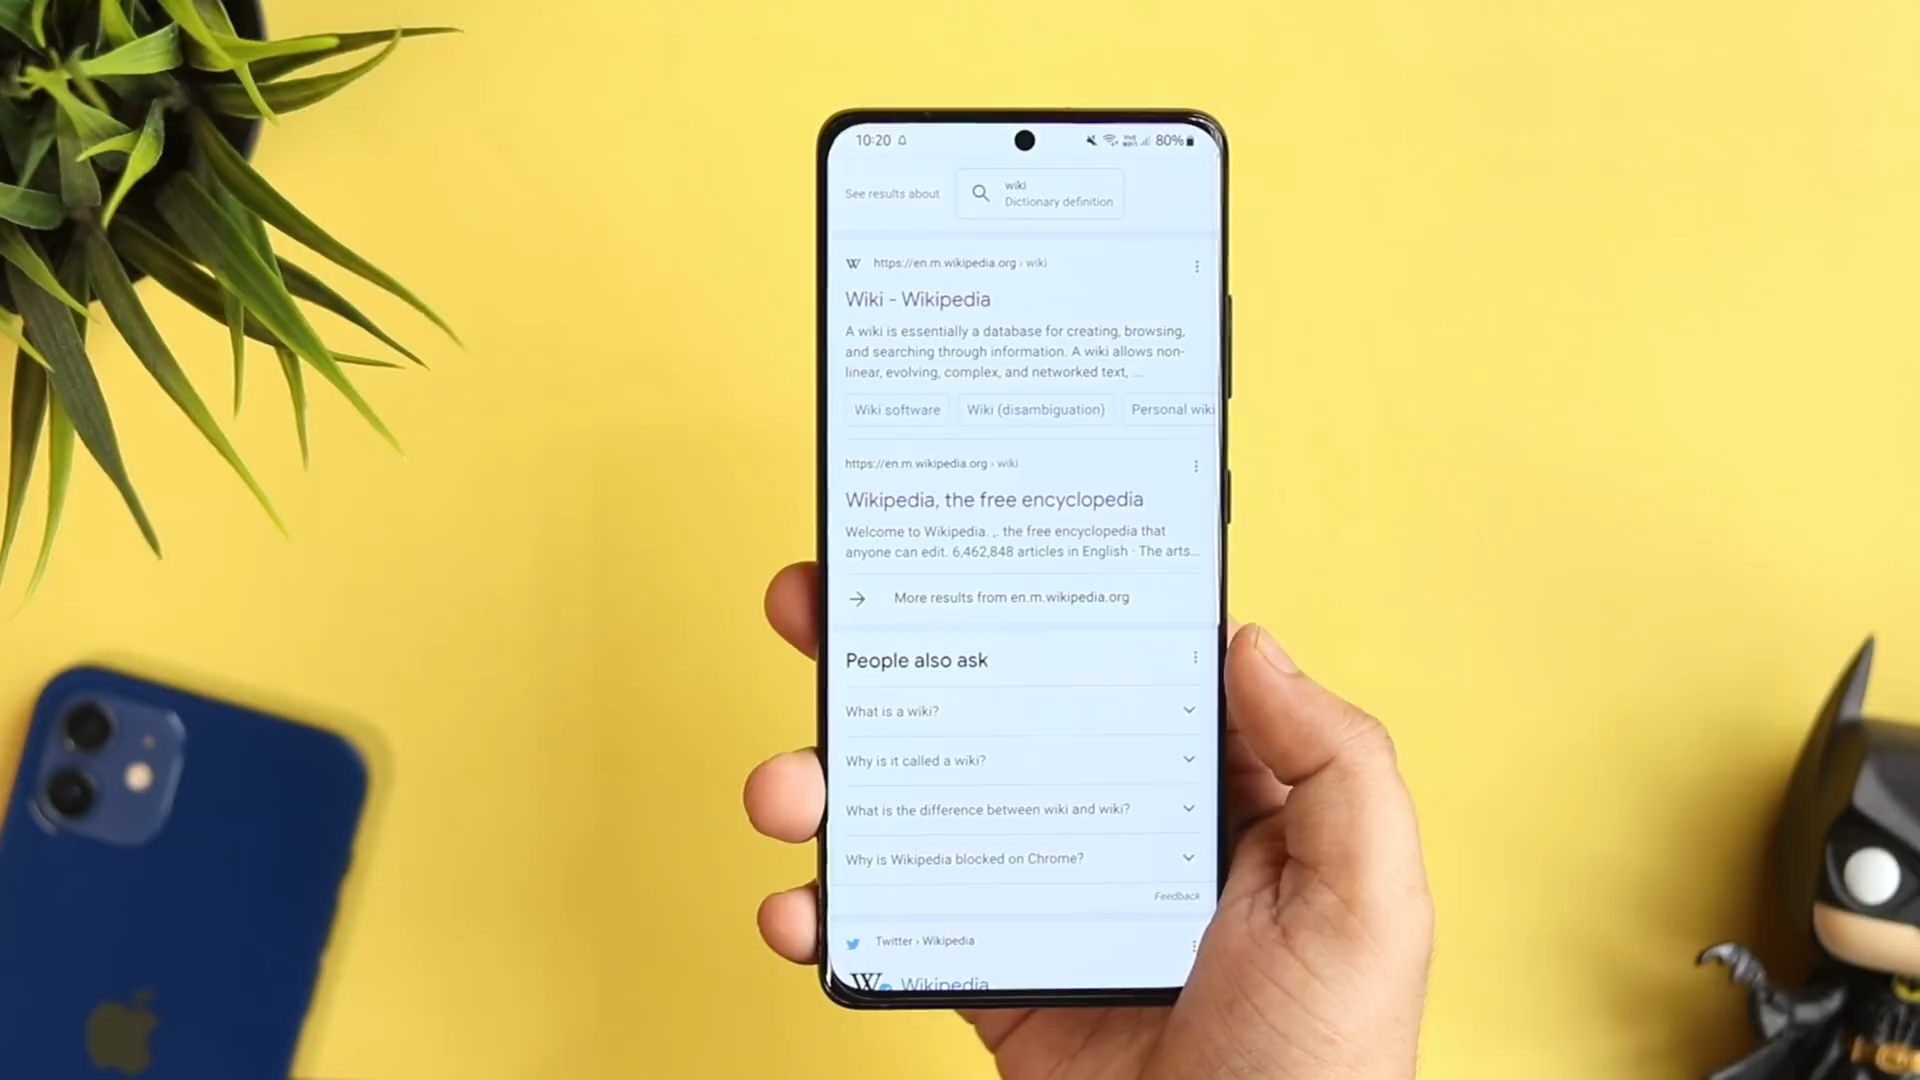 10:20
80%
See results about
wiki
Dictionary definition
https://en.m.wikipedia.org › wiki
Wiki - Wikipedia
A wiki is essentially a database for creating, browsing,
and searching through information. A wiki allows non-
linear, evolving, complex, and networked text, ...
Wiki software
Wiki (disambiguation)
Personal wiki
https://en.m.wikipedia.org › wiki
Wikipedia, the free encyclopedia
Welcome to Wikipedia. ,. the free encyclopedia that
anyone can edit. 6,462,848 articles in English · The arts...
More results from en.m.wikipedia.org
People also ask
What is a wiki?
Why is it called a wiki?
What is the difference between wiki and wiki?
Why is Wikipedia blocked on Chrome?
Feedback
Twitter › Wikipedia
W Wikipedia